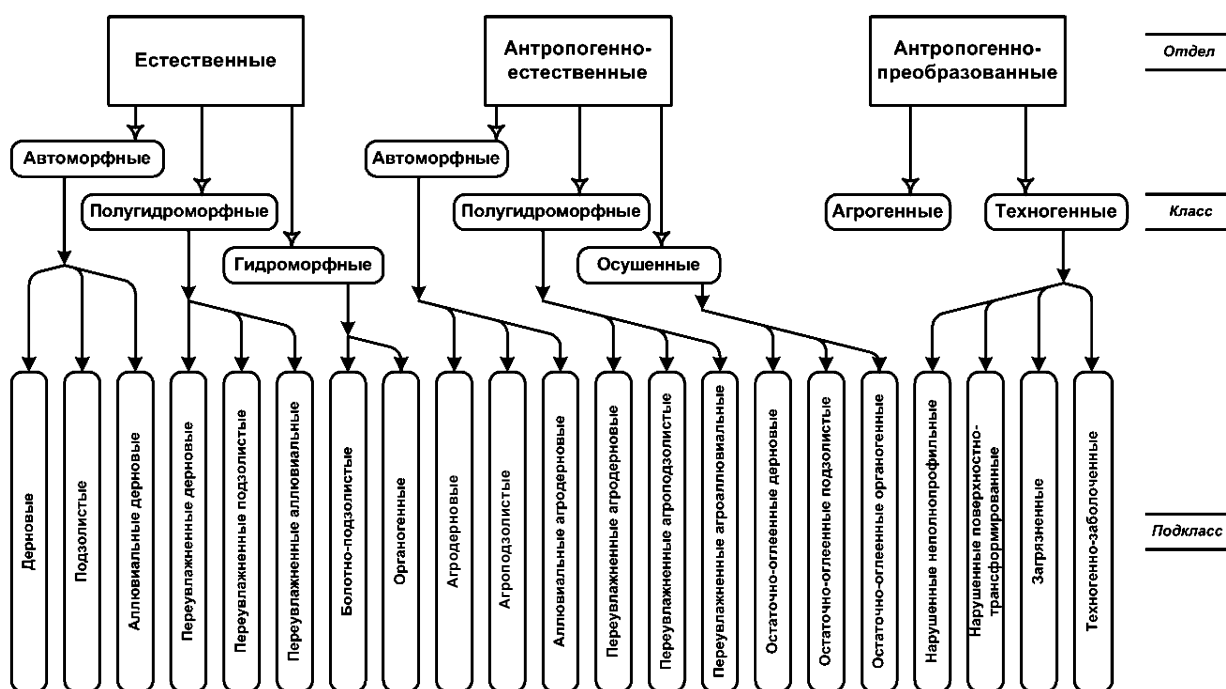 Естественные
Антропогенно-
естественные
Антропогенно-
преобразованные
Отдел
Автоморфные
Автоморфные
Полугидроморфные
Полугидроморфные
Агрогенные
Техногенные
Класс
Гидроморфные
Осушенные
Дерновые
Подзолистые
Аллювиальные дерновые
Переувлажненные дерновые
Переувлажненные подзолистые
Переувлажненные аллювиальные
Болотно-подзолистые
Органогенные
Агродерновые
Агроподзолистые
Аллювиальные агродерновые
Переувлажненные агродерновые
Переувлажненные агроподзолистые
Переувлажненные агроаллювиальные
Остаточно-оглеенные дерновые
Остаточно-оглеенные подзолистые
Остаточно-оглеенные органогенные
Нарушенные неполнопрофильные
Нарушенные поверхностно-
трансформированные
Загрязненные
Техногенно-заболоченные
Подкласс